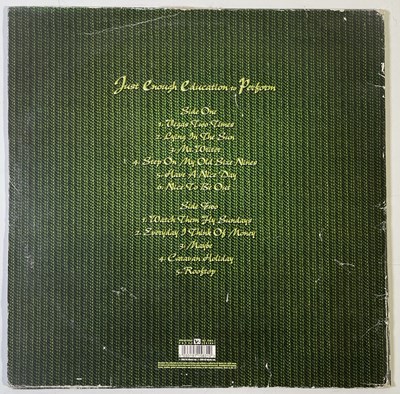 Just Enough Education to Perform
Side One
1. Vegas Two Times
2. Lying In The Sun
3. Mr. Writer
4. Step On My Old Size Nines
5. Have A Nice Day
6. Nice To Be Out
Side Two
1. Watch Them Fly Sundays
2. Everyday I Think Of Money
3. Maybe
4. Caravan Holiday
5. Rooftop